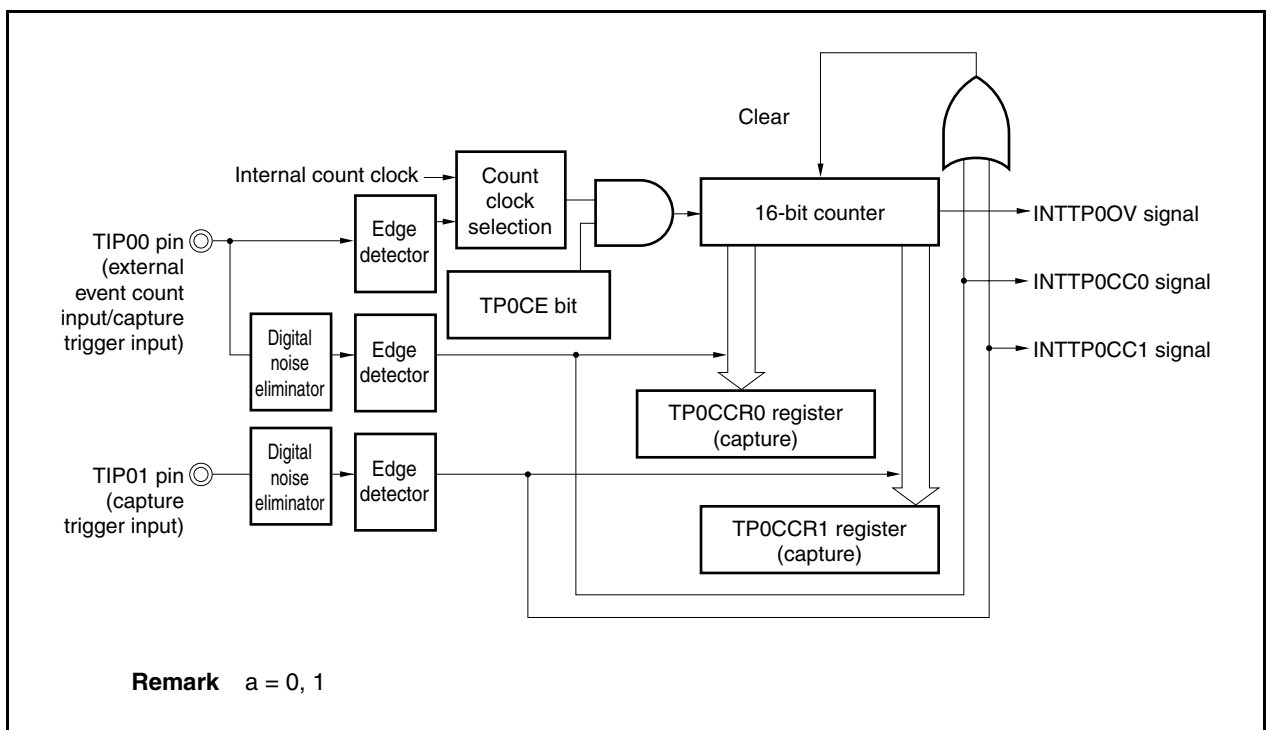 Clear
Internal count clock
Count
clock
selection
Edge
detector
16-bit counter
INTTP0OV signal
TIP00 pin
(external
event count
input/capture
trigger input)
TP0CE bit
INTTP0CC0 signal
Digital
noise
eliminator
Edge
detector
INTTP0CC1 signal
TP0CCR0 register
(capture)
TIP01 pin
(capture
trigger input)
Digital
noise
eliminator
Edge
detector
TP0CCR1 register
(capture)
Remark a = 0, 1